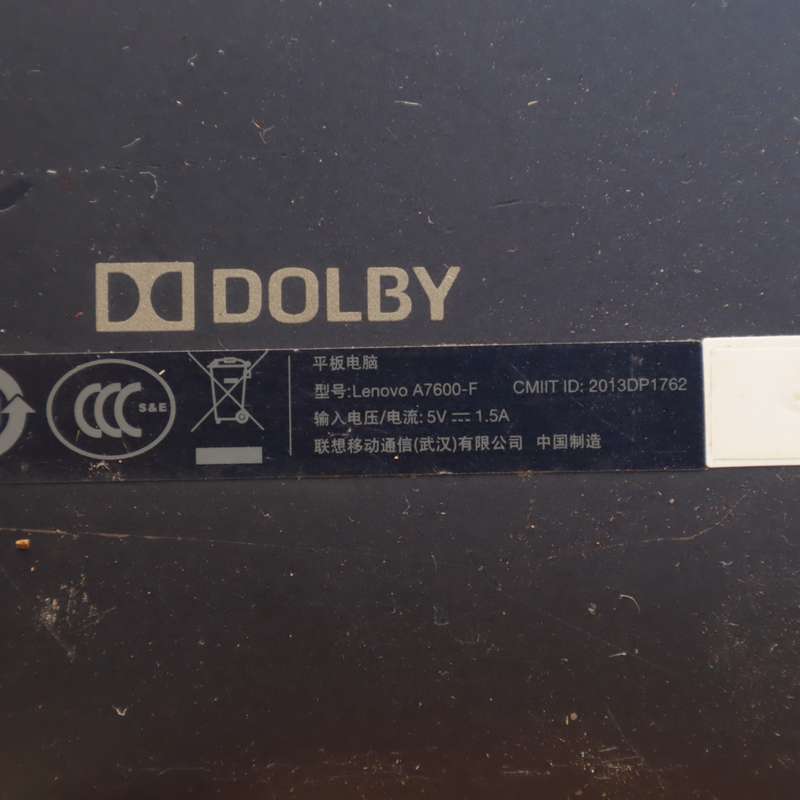 DOLBY
CCC S&E
平板电脑
型号:Lenovo A7600-F CMIIT ID: 2013DP1762
输入电压/电流: 5V ⎓ 1.5A
联想移动通信(武汉)有限公司 中国制造